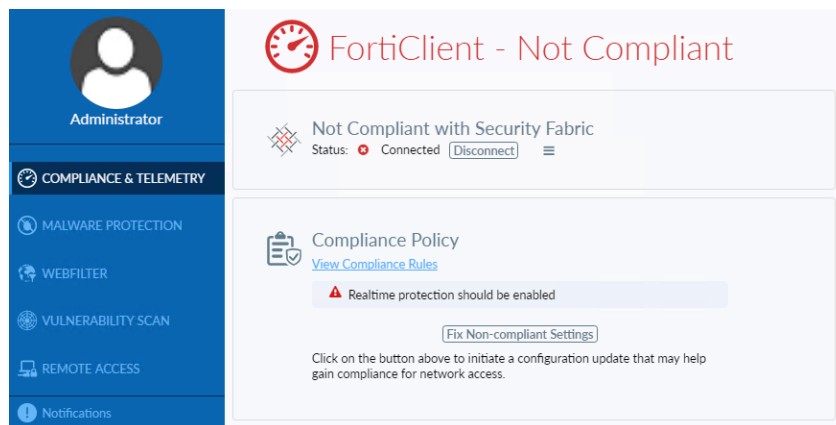 Administrator
COMPLIANCE & TELEMETRY
MALWARE PROTECTION
WEBFILTER
VULNERABILITY SCAN
REMOTE ACCESS
Notifications
FortiClient - Not Compliant
Not Compliant with Security Fabric
Status: Connected Disconnect
Compliance Policy
View Compliance Rules
Realtime protection should be enabled
Fix Non-compliant Settings
Click on the button above to initiate a configuration update that may help
gain compliance for network access.